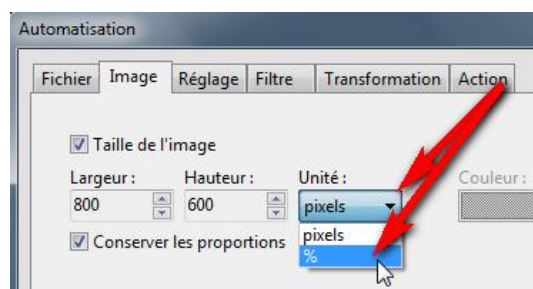 Automatisation
Fichier Image Réglage Filtre Transformation Action
Taille de l'image
Largeur : Hauteur : Unité : Couleur :
800 600 pixels
Conserver les proportions pixels
%